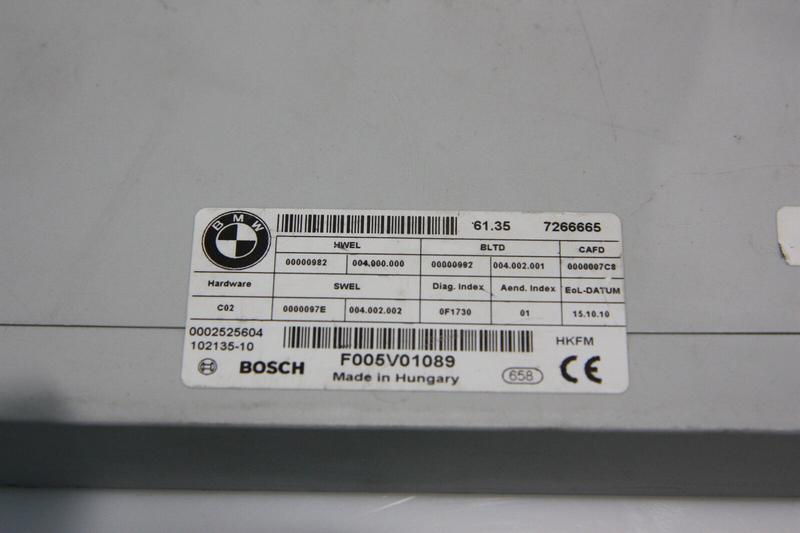 BMW
61.35 7266665
HWEL BLTD CAFD
00000982 004.000.000 00000992 004.002.001 0000007C8
Hardware SWEL Diag. Index Aend. Index EoL-DATUM
C02 0000097E 004.002.002 0F1730 01 15.10.10
0002525604 HKFM
102135-10
BOSCH F005V01089
Made in Hungary 658 CE